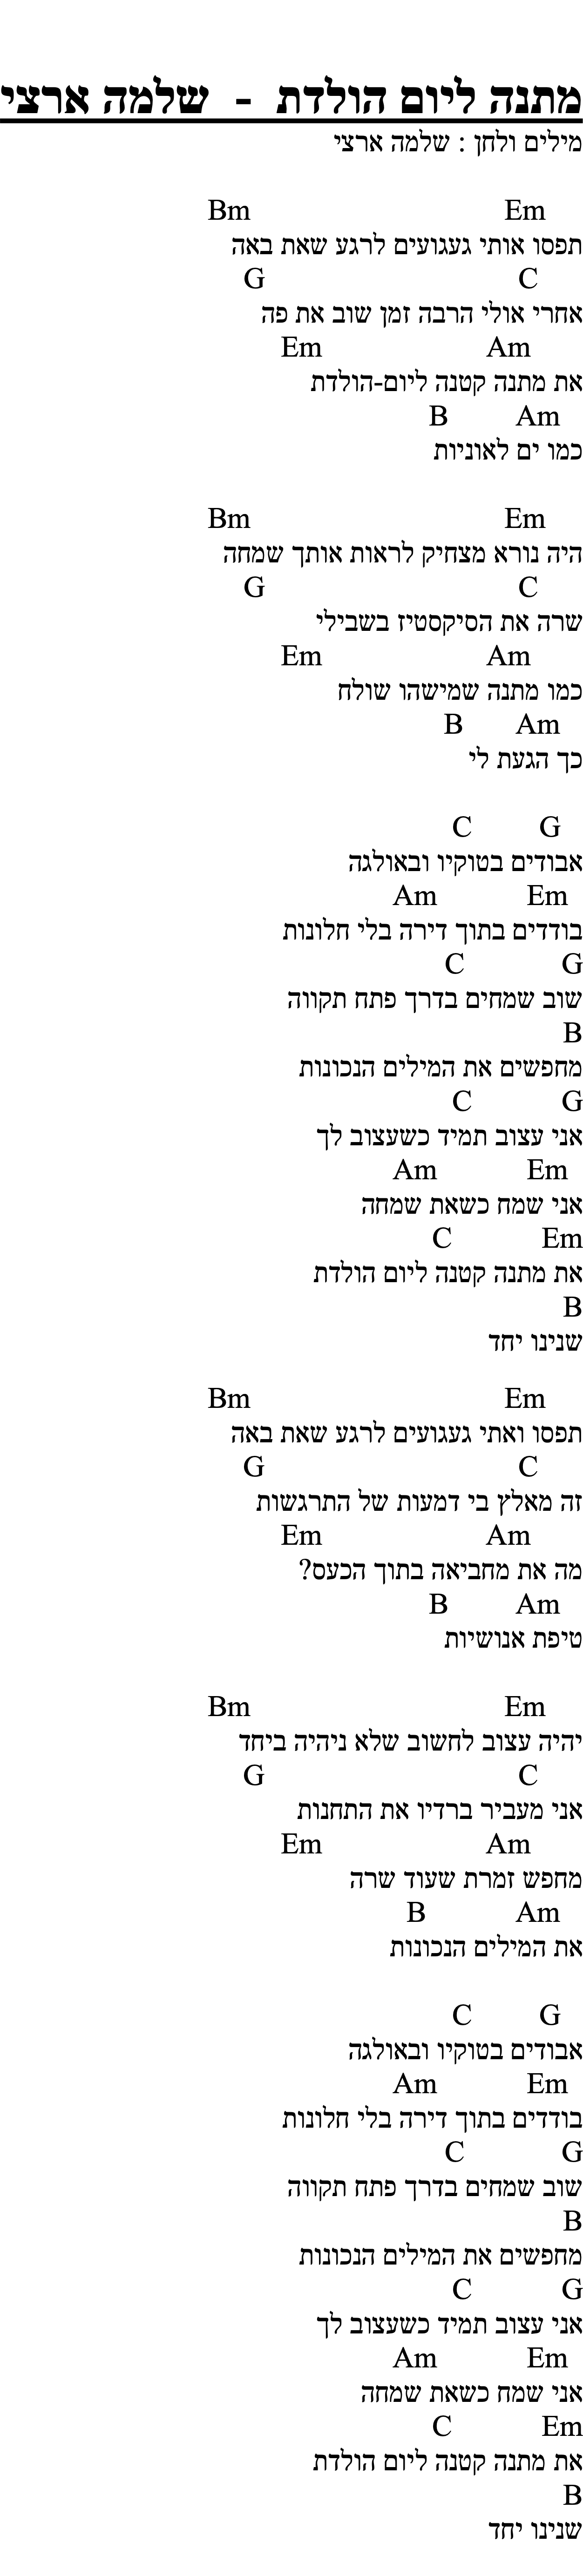 מתנה ליום הולדת - שלמה ארצי
מילים ולחן : שלמה ארצי
Em Bm
תפסו אותי געגועים לרגע שאת באה
C G
אחרי אולי הרבה זמן שוב את פה
Am Em
את מתנה קטנה ליום-הולדת
Am B
כמו ים לאוניות
Em Bm
היה נורא מצחיק לראות אותך שמחה
C G
שרה את הסיקסטיז בשבילי
Am Em
כמו מתנה שמישהו שולח
Am B
כך הגעת לי
G C
אבודים בטוקיו ובאולגה
Em Am
בודדים בתוך דירה בלי חלונות
G C
שוב שמחים בדרך פתח תקווה
B
מחפשים את המילים הנכונות
G C
אני עצוב תמיד כשעצוב לך
Em Am
אני שמח כשאת שמחה
Em C
את מתנה קטנה ליום הולדת
B
שנינו יחד
Em Bm
תפסו ואתי געגועים לרגע שאת באה
C G
זה מאלץ בי דמעות של התרגשות
Am Em
מה את מחביאה בתוך הכעס?
Am B
טיפת אנושיות
Em Bm
יהיה עצוב לחשוב שלא ניהיה ביחד
C G
אני מעביר ברדיו את התחנות
Am Em
מחפש זמרת שעוד שרה
Am B
את המילים הנכונות
G C
אבודים בטוקיו ובאולגה
Em Am
בודדים בתוך דירה בלי חלונות
G C
שוב שמחים בדרך פתח תקווה
B
מחפשים את המילים הנכונות
G C
אני עצוב תמיד כשעצוב לך
Em Am
אני שמח כשאת שמחה
Em C
את מתנה קטנה ליום הולדת
B
שנינו יחד